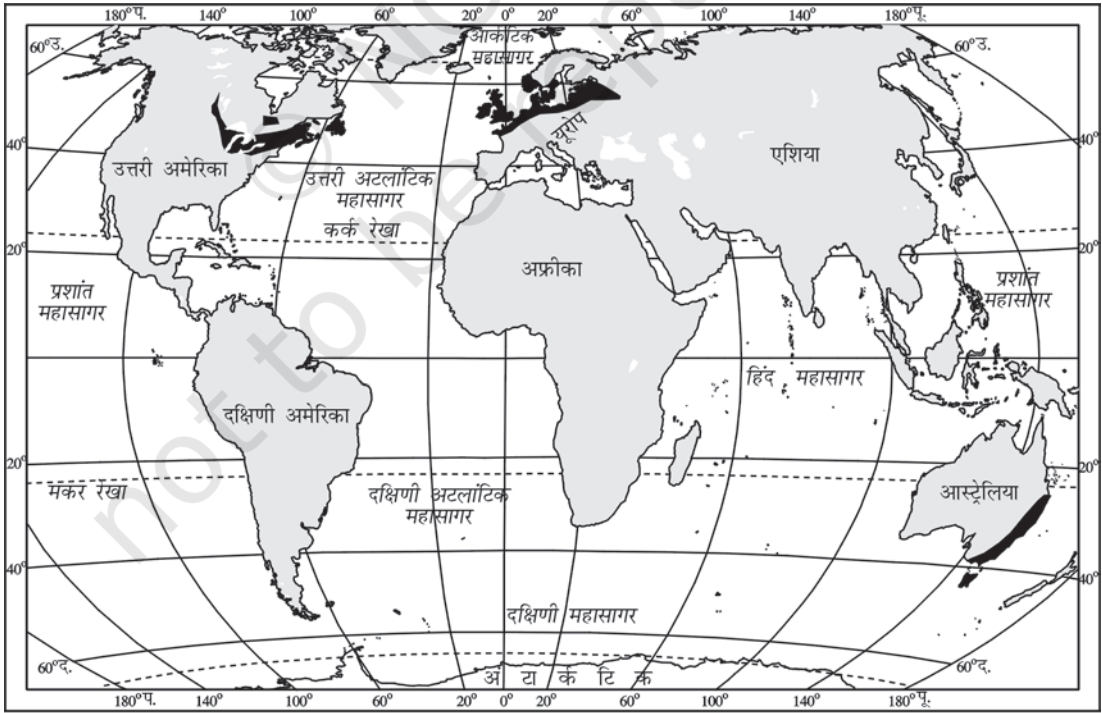 180°प. 140° 100° 60° 20° 0° 20° 60° 100° 140° 180°पू.
60°उ. 60°उ.
आर्कटिक
महासागर
यूरोप
40° 40°
उत्तरी अमेरिका
एशिया
उत्तरी अटलांटिक
महासागर
कर्क रेखा
20° 20°
अफ्रीका
प्रशांत
महासागर
प्रशांत
महासागर
हिंद महासागर
दक्षिणी अमेरिका
20° 20°
मकर रेखा
दक्षिणी अटलांटिक
महासागर
आस्ट्रेलिया
40° 40°
दक्षिणी महासागर
60°द. 60°द.
अं टा र्क टि क
180°प. 140° 100° 60° 20° 0° 20° 60° 100° 140° 180°पू.
not to be